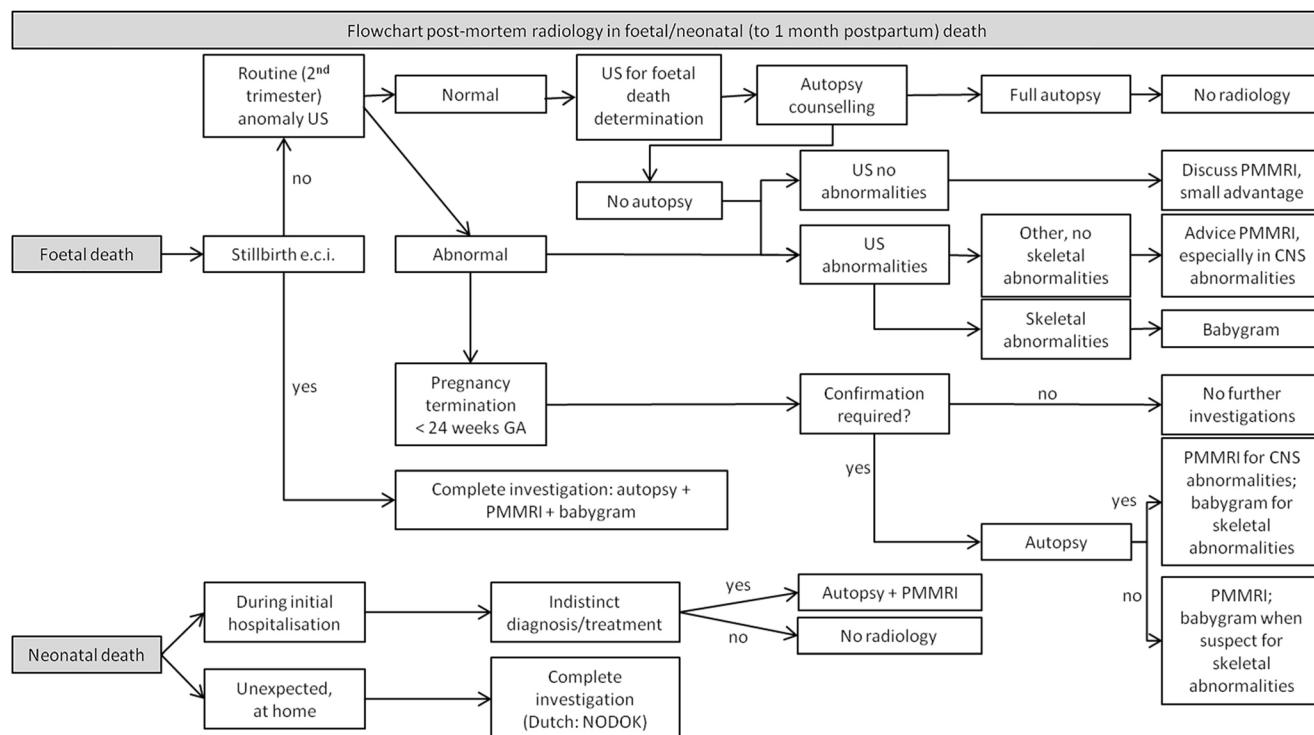 Flowchart post-mortem radiology in foetal/neonatal (to 1 month postpartum) death
Routine (2nd
trimester)
anomaly US
Normal
US for foetal
death
determination
Autopsy
counselling
Full autopsy
No radiology
no
No autopsy
US no
abnormalities
Discuss PMMRI,
small advantage
Foetal death
Stillbirth e.c.i.
Abnormal
US
abnormalities
Other, no
skeletal
abnormalities
Advice PMMRI,
especially in CNS
abnormalities
Skeletal
abnormalities
Babygram
yes
Pregnancy
termination
< 24 weeks GA
Confirmation
required?
no
No further
investigations
yes
Complete investigation: autopsy +
PMMRI + babygram
Autopsy
yes
PMMRI for CNS
abnormalities;
babygram for
skeletal
abnormalities
no
PMMRI;
babygram when
suspect for
skeletal
abnormalities
Neonatal death
During initial
hospitalisation
Indistinct
diagnosis/treatment
yes
Autopsy + PMMRI
no
No radiology
Unexpected,
at home
Complete
investigation
(Dutch: NODOK)